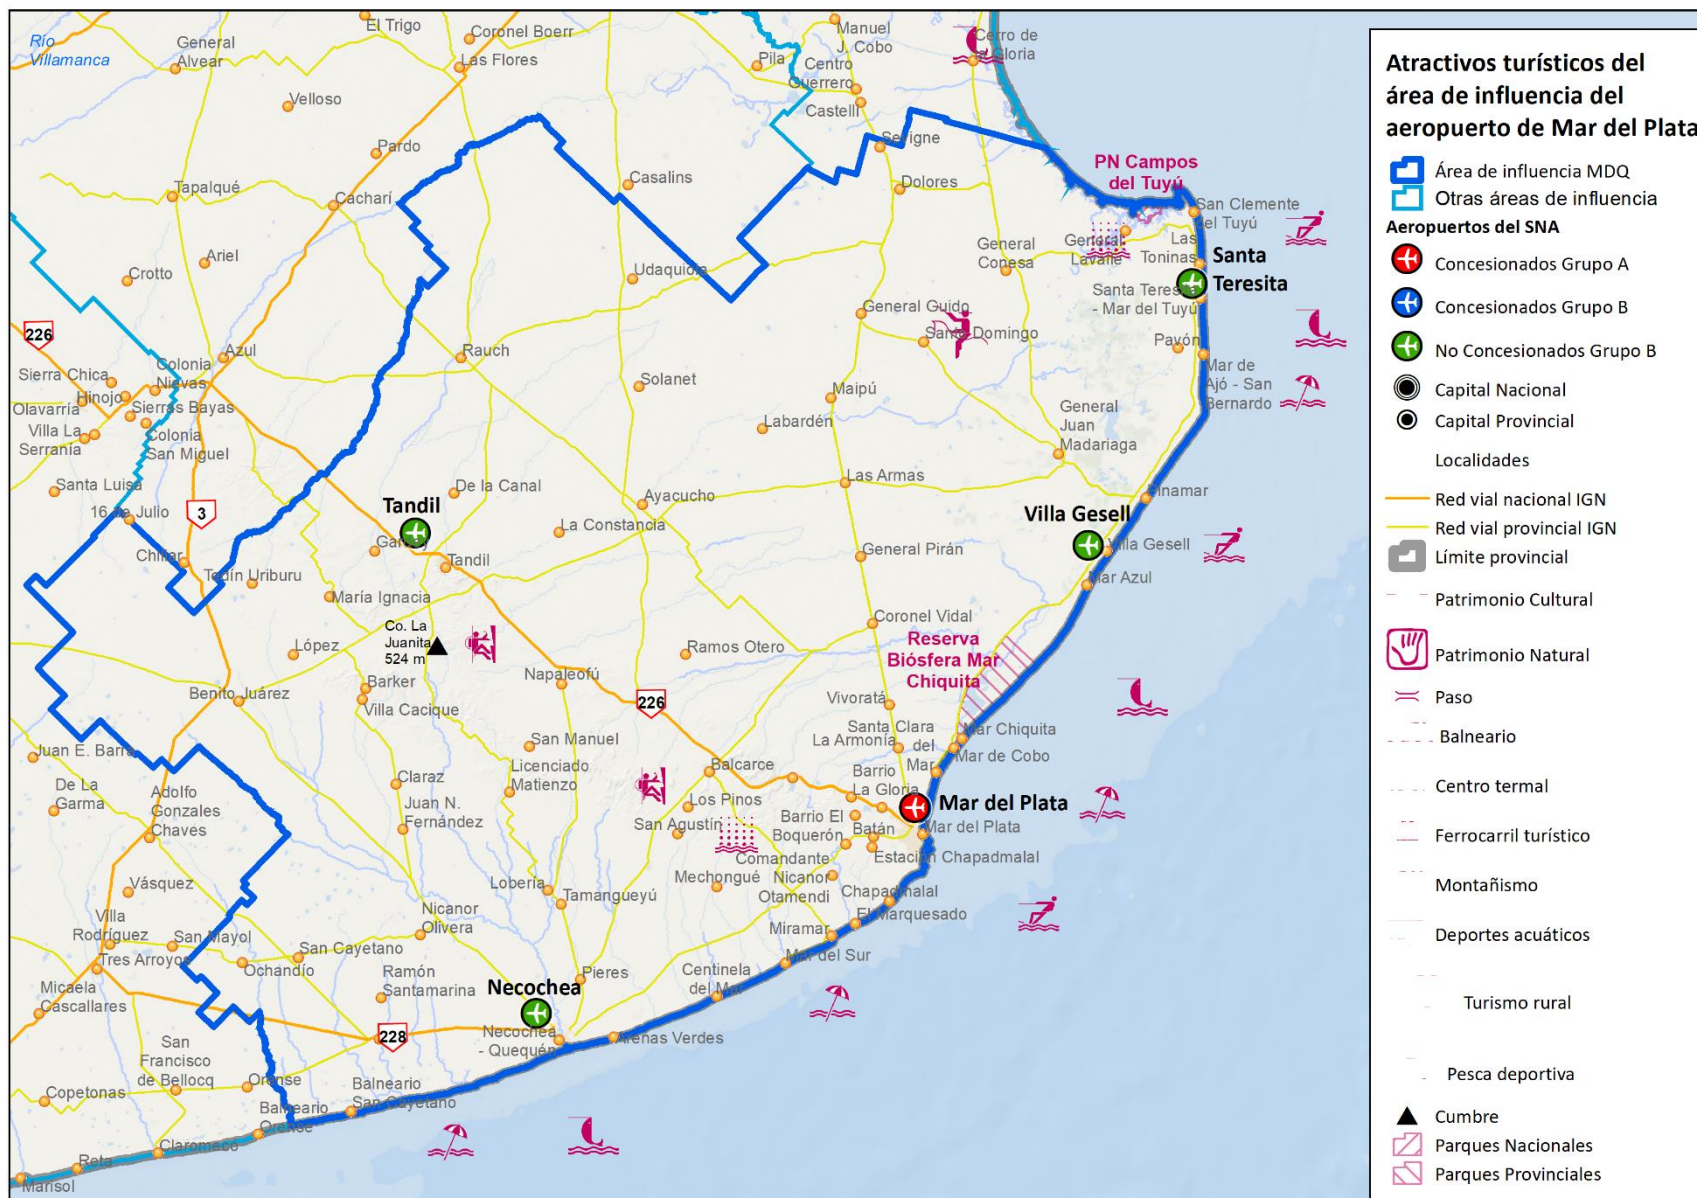 Río
Villamanca
General
Alvear
El Trigo
Coronel Boerr
Las Flores
Velloso
Pardo
Tapalqué
Cacharí
Ariel
Crotto
Pila
Manuel
J. Cobo
Centro
Guerrero
Castelli
Cerro de
la Gloria
Sevigne
Casalins
Dolores
PN Campos
del Tuyú
San Clemente
del Tuyú
General
Lavalle
Las
Toninas
General
Conesa
Santa
Teresita
Santa Teresita
- Mar del Tuyú
Udaquiola
General Guido
Santo Domingo
Pavón
Mar de
Ajó - San
Bernardo
226
Azul
Colonia
Nievas
Sierra Chica
Hinojo
Olavarría
Sierras Bayas
Villa La
Serranía
Colonia
San Miguel
Rauch
Solanet
Maipú
Labardén
General
Juan
Madariaga
Santa Luisa
16 de Julio
3
De la Canal
Ayacucho
Las Armas
Pinamar
Tandil
Gardey
Tandil
La Constancia
Villa Gesell
Villa Gesell
General Pirán
Chillar
Todín Uriburu
María Ignacia
Mar Azul
Co. La
Juanita
524 m
López
Coronel Vidal
Reserva
Biósfera Mar
Chiquita
Ramos Otero
Benito Juárez
Barker
Villa Cacique
Napaleofú
226
Vivoratá
Santa Clara
del
Mar
La Armonía
Mar Chiquita
Mar de Cobo
Juan E. Barra
De La
Garma
San Manuel
Licenciado
Matienzo
Claraz
Balcarce
Barrio
La Gloria
Los Pinos
Mar del Plata
Adolfo
Gonzales
Chaves
Juan N.
Fernández
San Agustín
Barrio El
Boquerón
Batán
Mar del Plata
Estación Chapadmalal
Comandante
Nicanor
Otamendi
Mechongué
Vásquez
Lobería
Tamangueyú
Chapadmalal
El Marquesado
Miramar
Mar del Sur
Villa
Rodríguez
San Mayol
San Cayetano
Nicanor
Olivera
Tres Arroyos
Ochandío
Ramón
Santamarina
Pieres
Centinela
del Mar
Micaela
Cascallares
Necochea
Necochea
- Quequén
228
Arenas Verdes
San
Francisco
de Bellocq
Orense
Copetonas
Balneario
San Cayetano
Balneario
Orense
Claromecó
Reta
Marisol
Atractivos turísticos del
área de influencia del
aeropuerto de Mar del Plata
Área de influencia MDQ
Otras áreas de influencia
Aeropuertos del SNA
Concesionados Grupo A
Concesionados Grupo B
No Concesionados Grupo B
Capital Nacional
Capital Provincial
Localidades
Red vial nacional IGN
Red vial provincial IGN
Límite provincial
Patrimonio Cultural
Patrimonio Natural
Paso
Balneario
Centro termal
Ferrocarril turístico
Montañismo
Deportes acuáticos
Turismo rural
Pesca deportiva
Cumbre
Parques Nacionales
Parques Provinciales